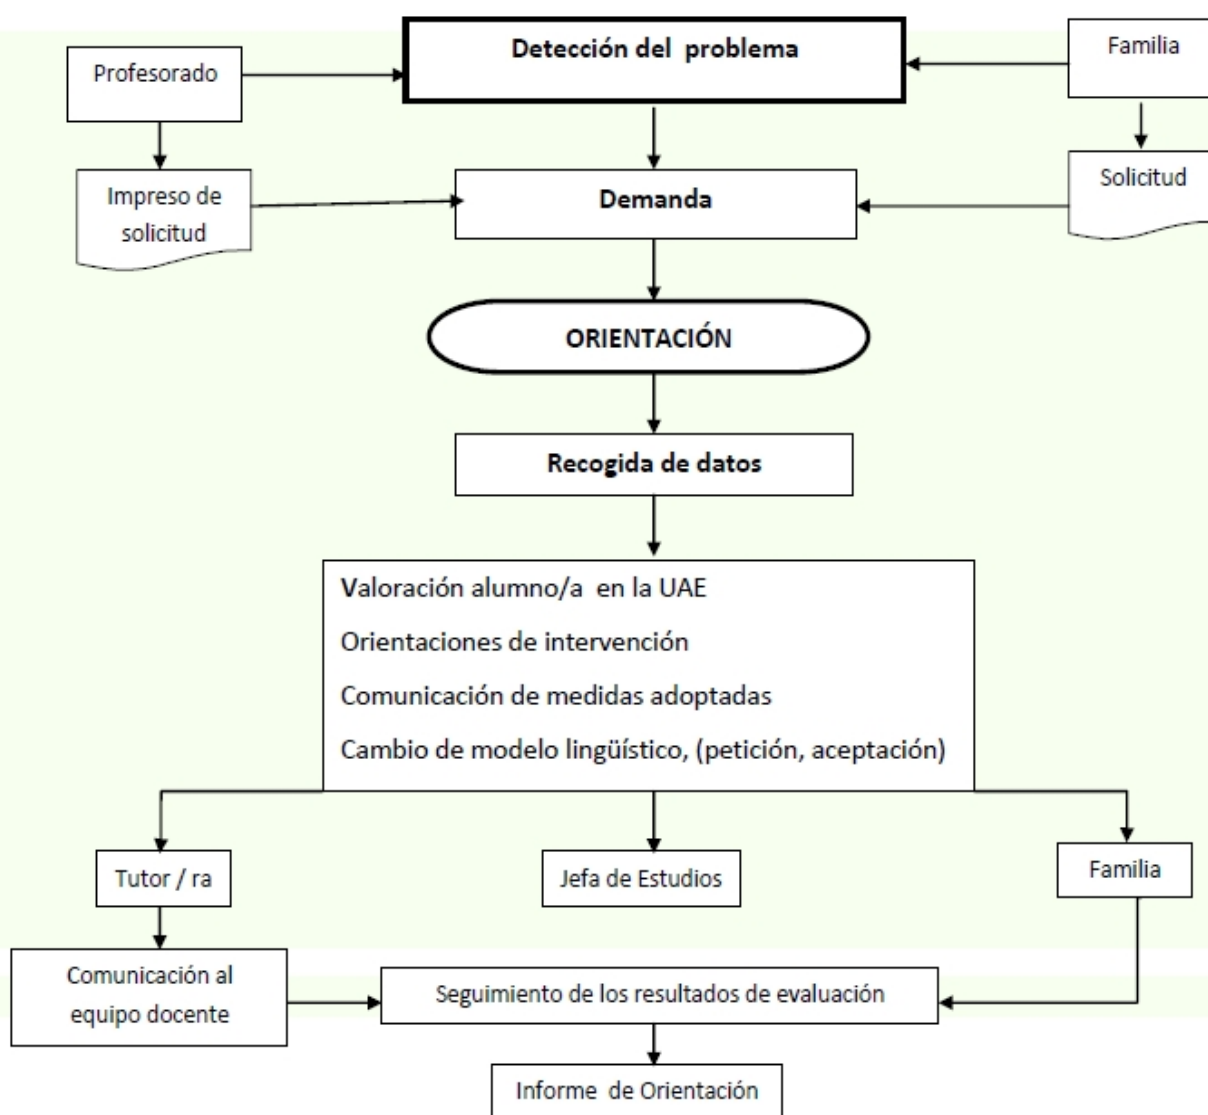 Detección del problema
Familia
Profesorado
Impreso de
solicitud
Demanda
Solicitud
ORIENTACIÓN
Recogida de datos
Valoración alumno/a en la UAE
Orientaciones de intervención
Comunicación de medidas adoptadas
Cambio de modelo lingüístico, (petición, aceptación)
Tutor / ra
Jefa de Estudios
Familia
Comunicación al
equipo docente
Seguimiento de los resultados de evaluación
Informe de Orientación